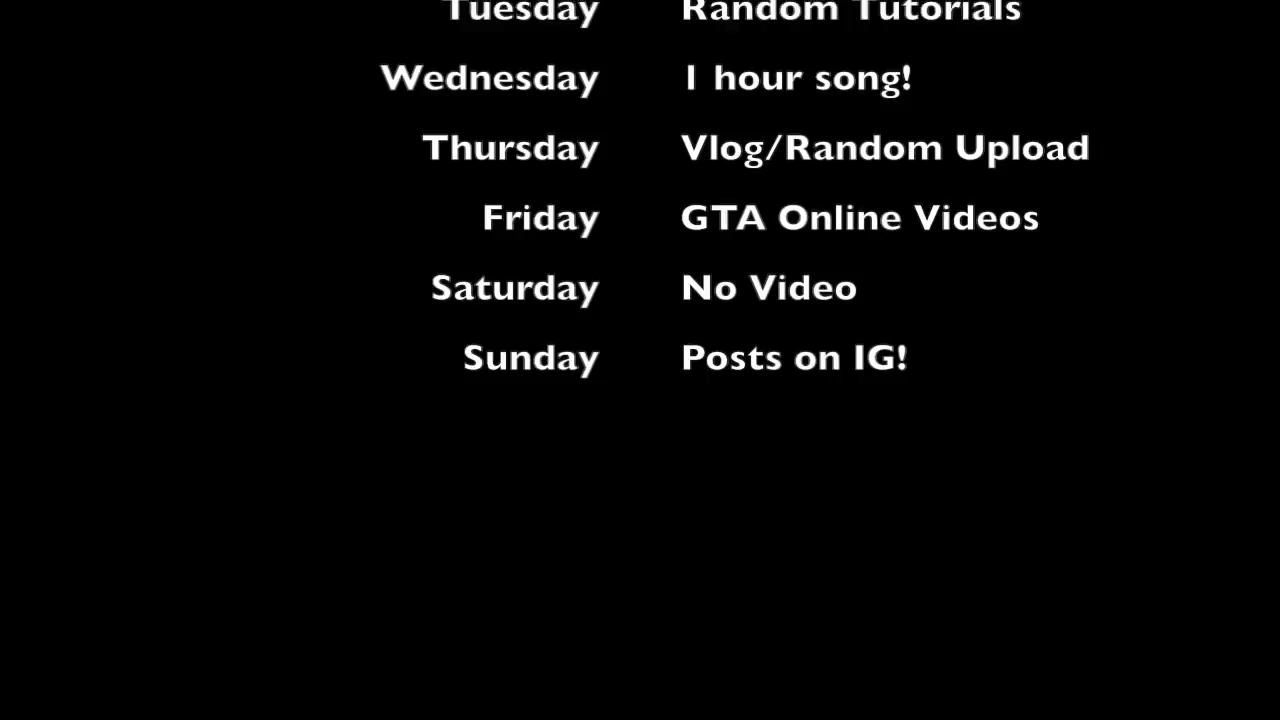 Tuesday Random Tutorials
Wednesday 1 hour song!
Thursday Vlog/Random Upload
Friday GTA Online Videos
Saturday No Video
Sunday Posts on IG!